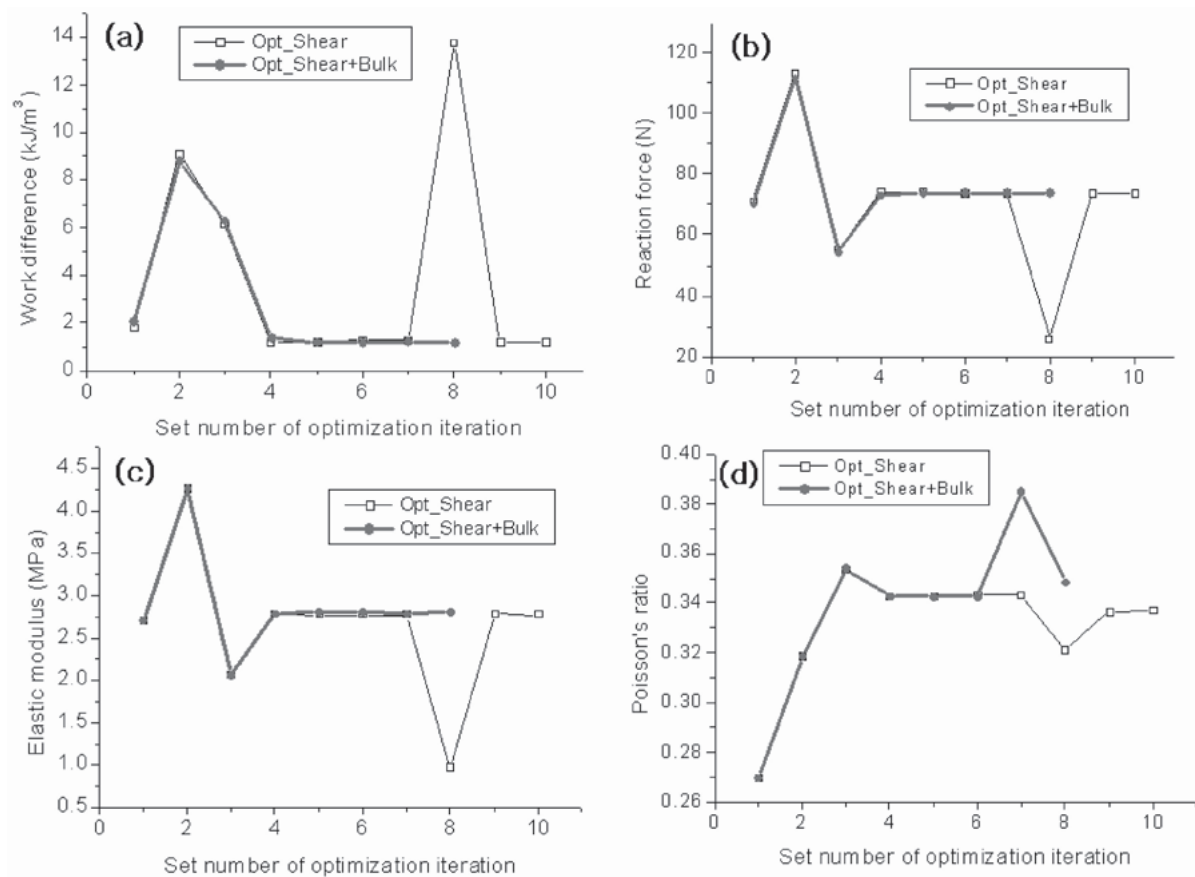 (a)
Opt_Shear
Opt_Shear+Bulk
Work difference (kJ/m³)
14
12
10
8
6
4
2
0
0
2
4
6
8
10
Set number of optimization iteration
(b)
Opt_Shear
Opt_Shear+Bulk
Reaction force (N)
120
100
80
60
40
20
0
2
4
6
8
10
Set number of optimization iteration
(c)
Opt_Shear
Opt_Shear+Bulk
Elastic modulus (MPa)
4.5
4.0
3.5
3.0
2.5
2.0
1.5
1.0
0.5
0
2
4
6
8
10
Set number of optimization iteration
(d)
Opt_Shear
Opt_Shear+Bulk
Poisson's ratio
0.40
0.38
0.36
0.34
0.32
0.30
0.28
0.26
0
2
4
6
8
10
Set number of optimization iteration